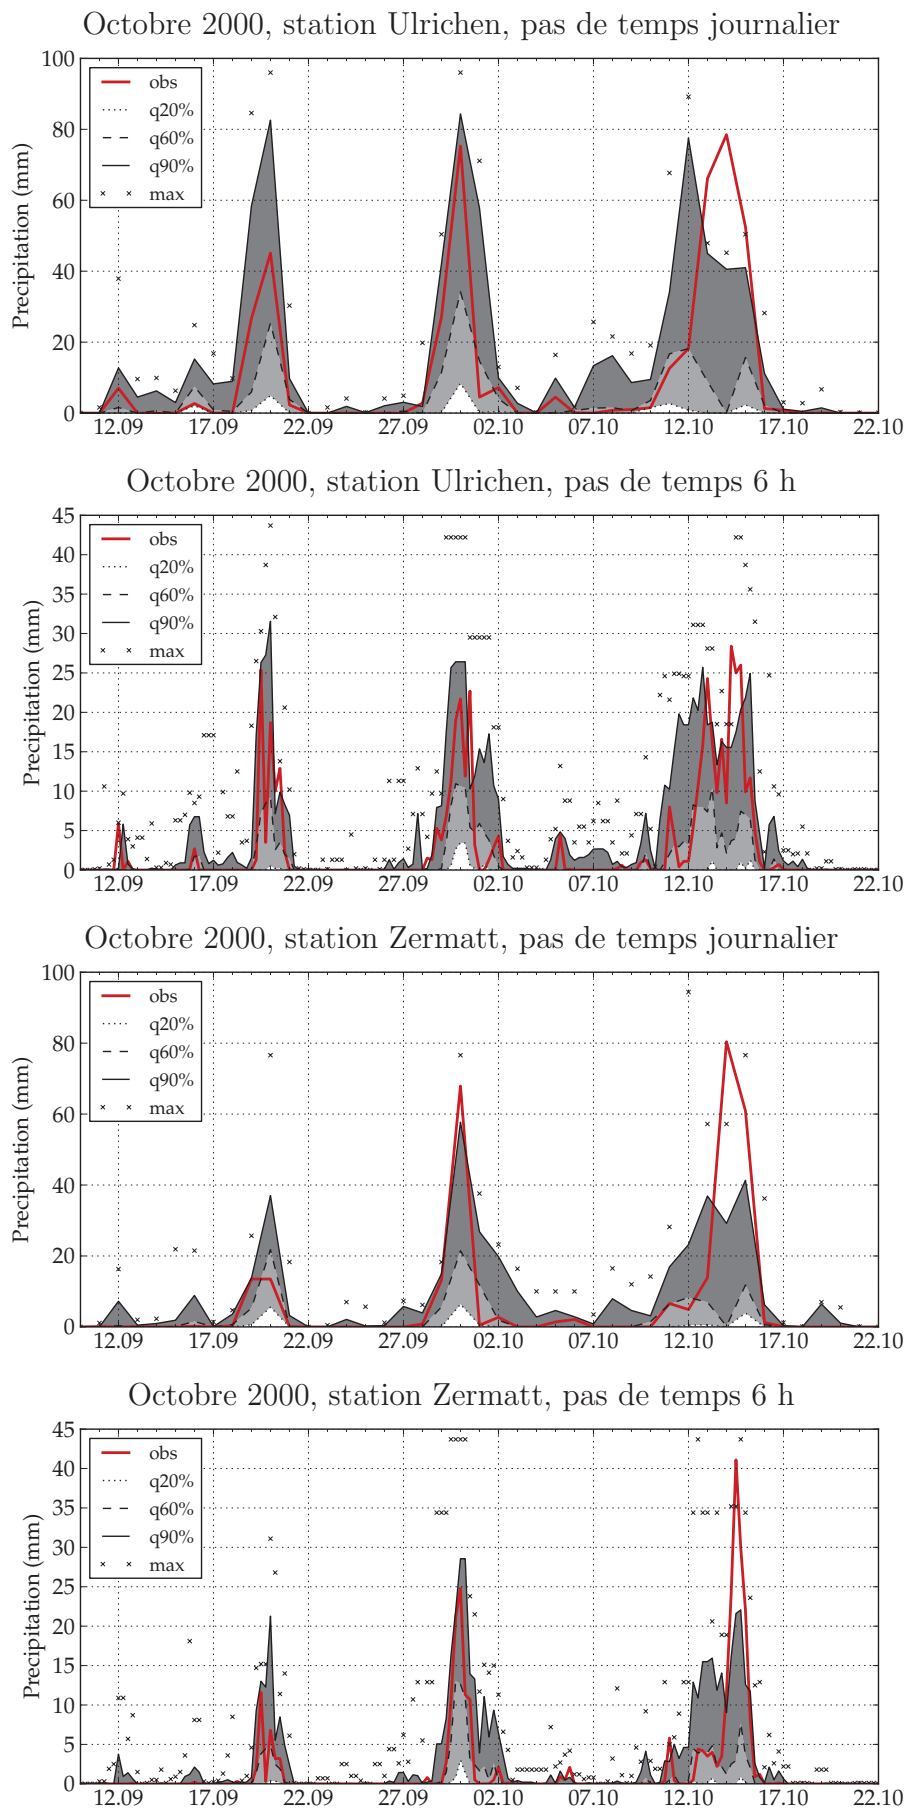 Octobre 2000, station Ulrichen, pas de temps journalier
100
80
60
40
20
0
Precipitation (mm)
obs
q20%
q60%
q90%
max
12.09 17.09 22.09 27.09 02.10 07.10 12.10 17.10 22.10
Octobre 2000, station Ulrichen, pas de temps 6 h
45
40
35
30
25
20
15
10
5
0
Precipitation (mm)
obs
q20%
q60%
q90%
max
12.09 17.09 22.09 27.09 02.10 07.10 12.10 17.10 22.10
Octobre 2000, station Zermatt, pas de temps journalier
100
80
60
40
20
0
Precipitation (mm)
obs
q20%
q60%
q90%
max
12.09 17.09 22.09 27.09 02.10 07.10 12.10 17.10 22.10
Octobre 2000, station Zermatt, pas de temps 6 h
45
40
35
30
25
20
15
10
5
0
Precipitation (mm)
obs
q20%
q60%
q90%
max
12.09 17.09 22.09 27.09 02.10 07.10 12.10 17.10 22.10